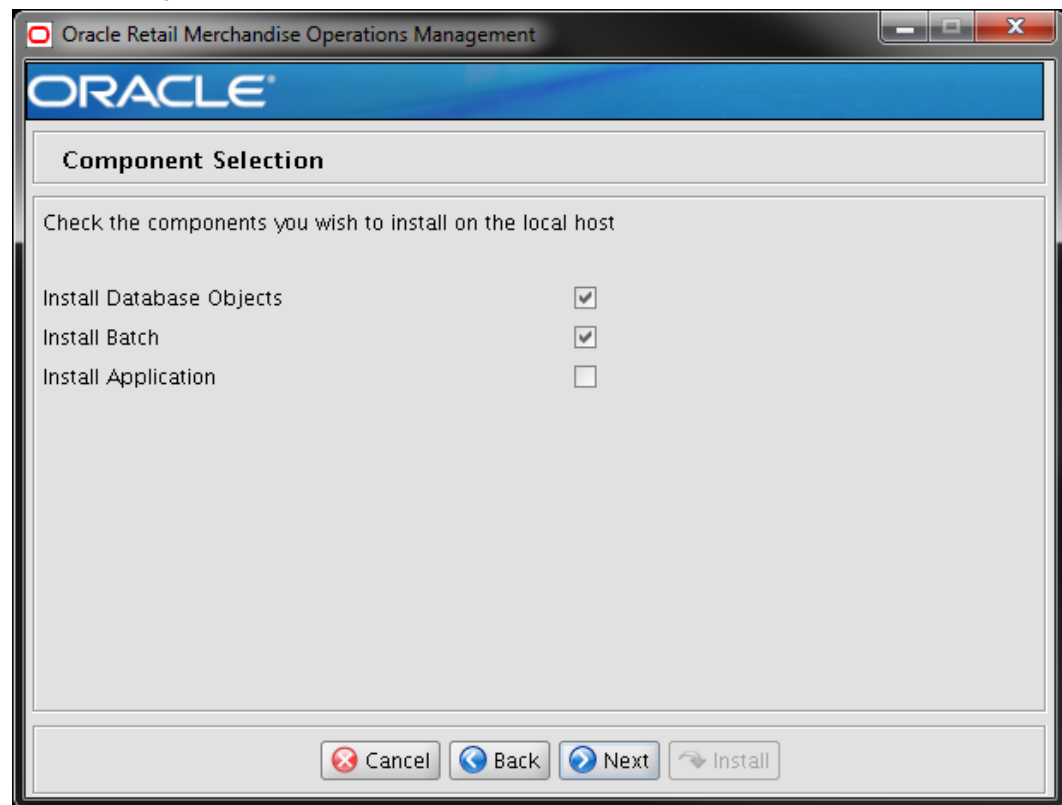 Oracle Retail Merchandise Operations Management
ORACLE
Component Selection
Check the components you wish to install on the local host
Install Database Objects
Install Batch
Install Application
Cancel Back Next Install